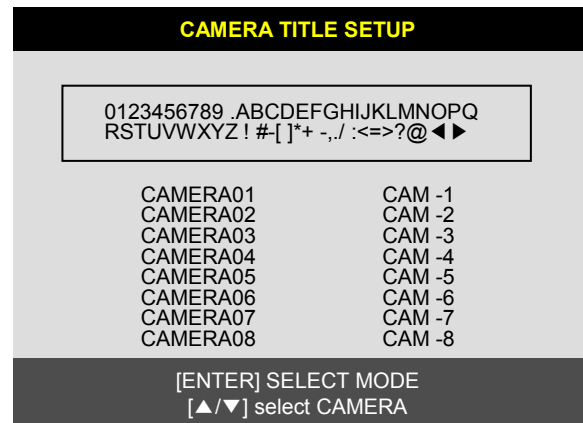 CAMERA TITLE SETUP
0123456789 .ABCDEFGHIJKLMNOPQ
RSTUVWXYZ ! #-[ ]*+ -,./ :<=>?@◀ ▶
CAMERA01 CAM -1
CAMERA02 CAM -2
CAMERA03 CAM -3
CAMERA04 CAM -4
CAMERA05 CAM -5
CAMERA06 CAM -6
CAMERA07 CAM -7
CAMERA08 CAM -8
[ENTER] SELECT MODE
[▲/▼] select CAMERA